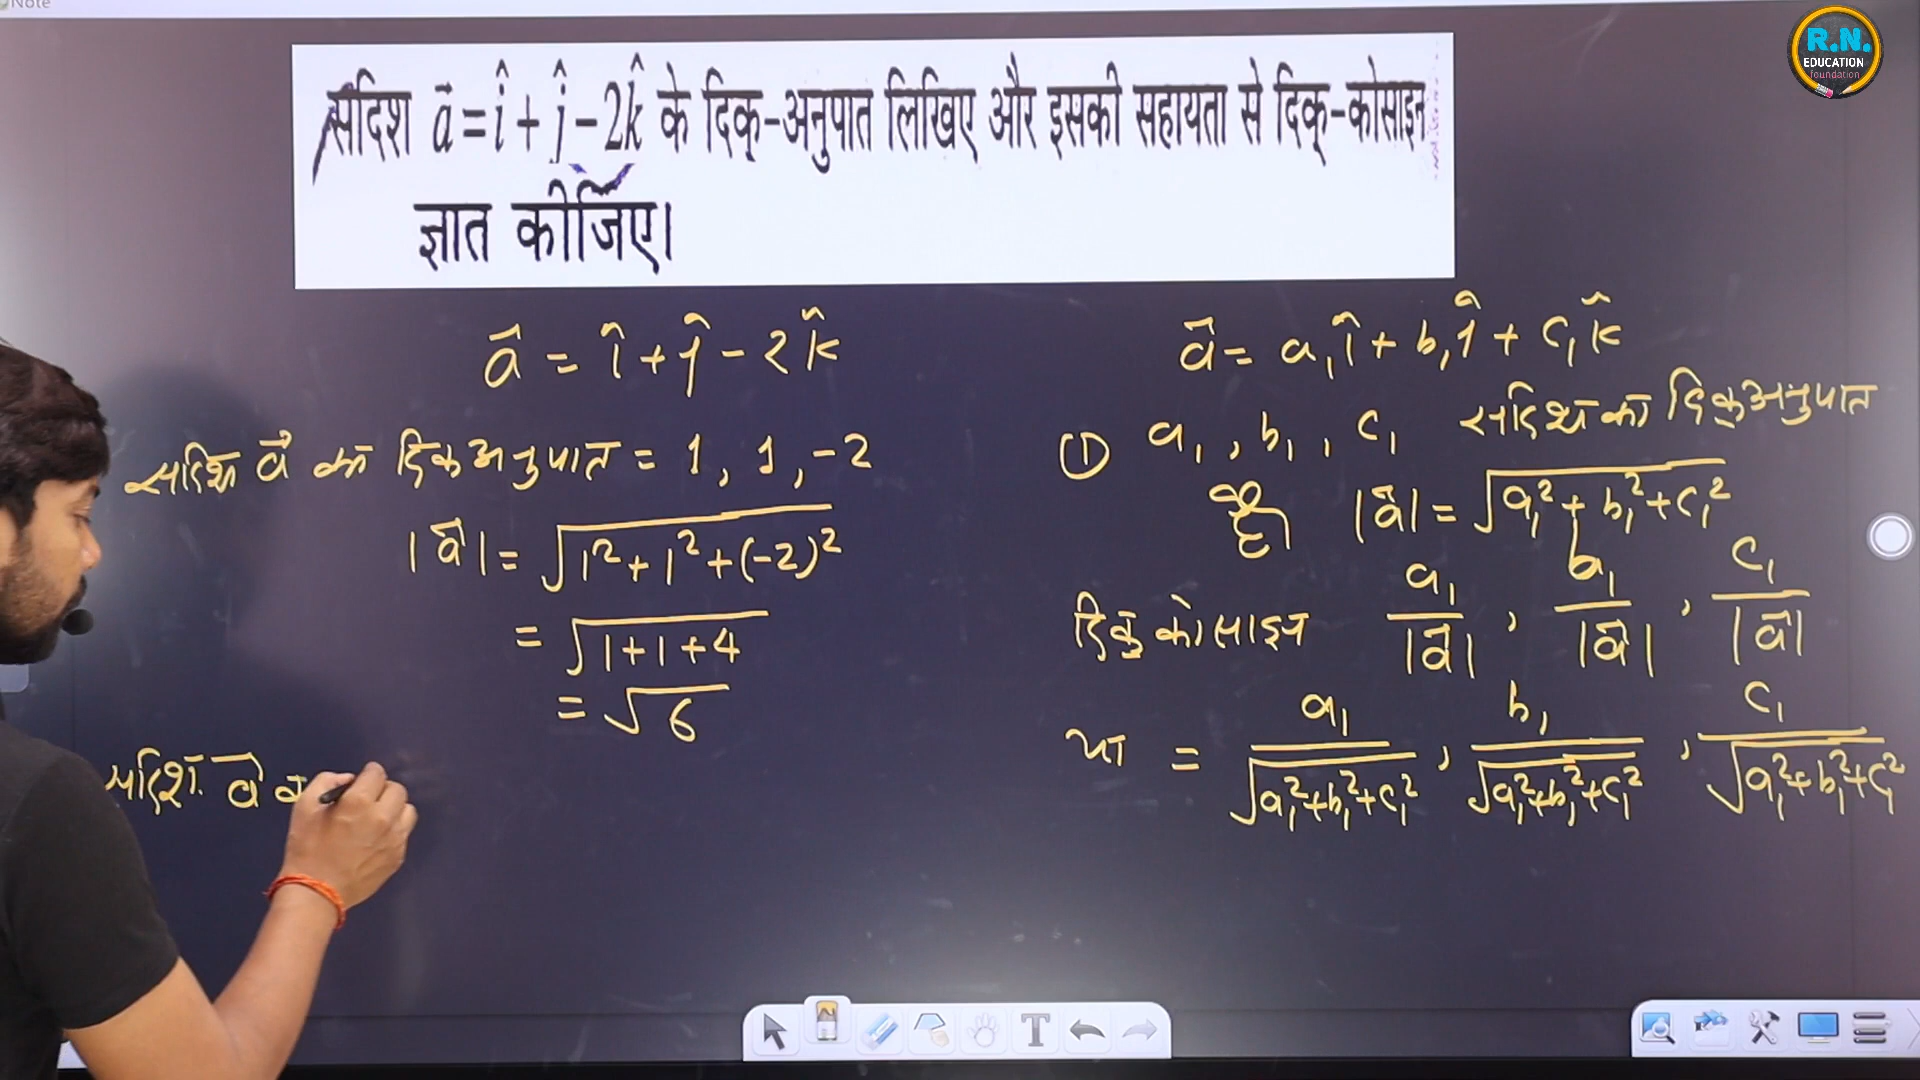 Note
R.N.
EDUCATION
foundation
सदिश a⃗ = î + ĵ − 2k̂ के दिक्-अनुपात लिखिए और इसकी सहायता से दिक्-कोसाइन
ज्ञात कीजिए।
a⃗ = î + ĵ − 2k̂
सदिश a⃗ का दिक् अनुपात = 1, 1, −2
|a⃗| = √(1² + 1² + (−2)²)
= √(1+1+4)
= √6
सदिश a⃗
a⃗ = a₁î + b₁ĵ + c₁k̂
① a₁, b₁, c₁ सदिश का दिक् अनुपात
है। |a⃗| = √(a₁² + b₁² + c₁²)
दिक् कोसाइन a₁/|a⃗|, b₁/|a⃗|, c₁/|a⃗|
या = a₁/√(a₁²+b₁²+c₁²), b₁/√(a₁²+b₁²+c₁²), c₁/√(a₁²+b₁²+c₁²)
T